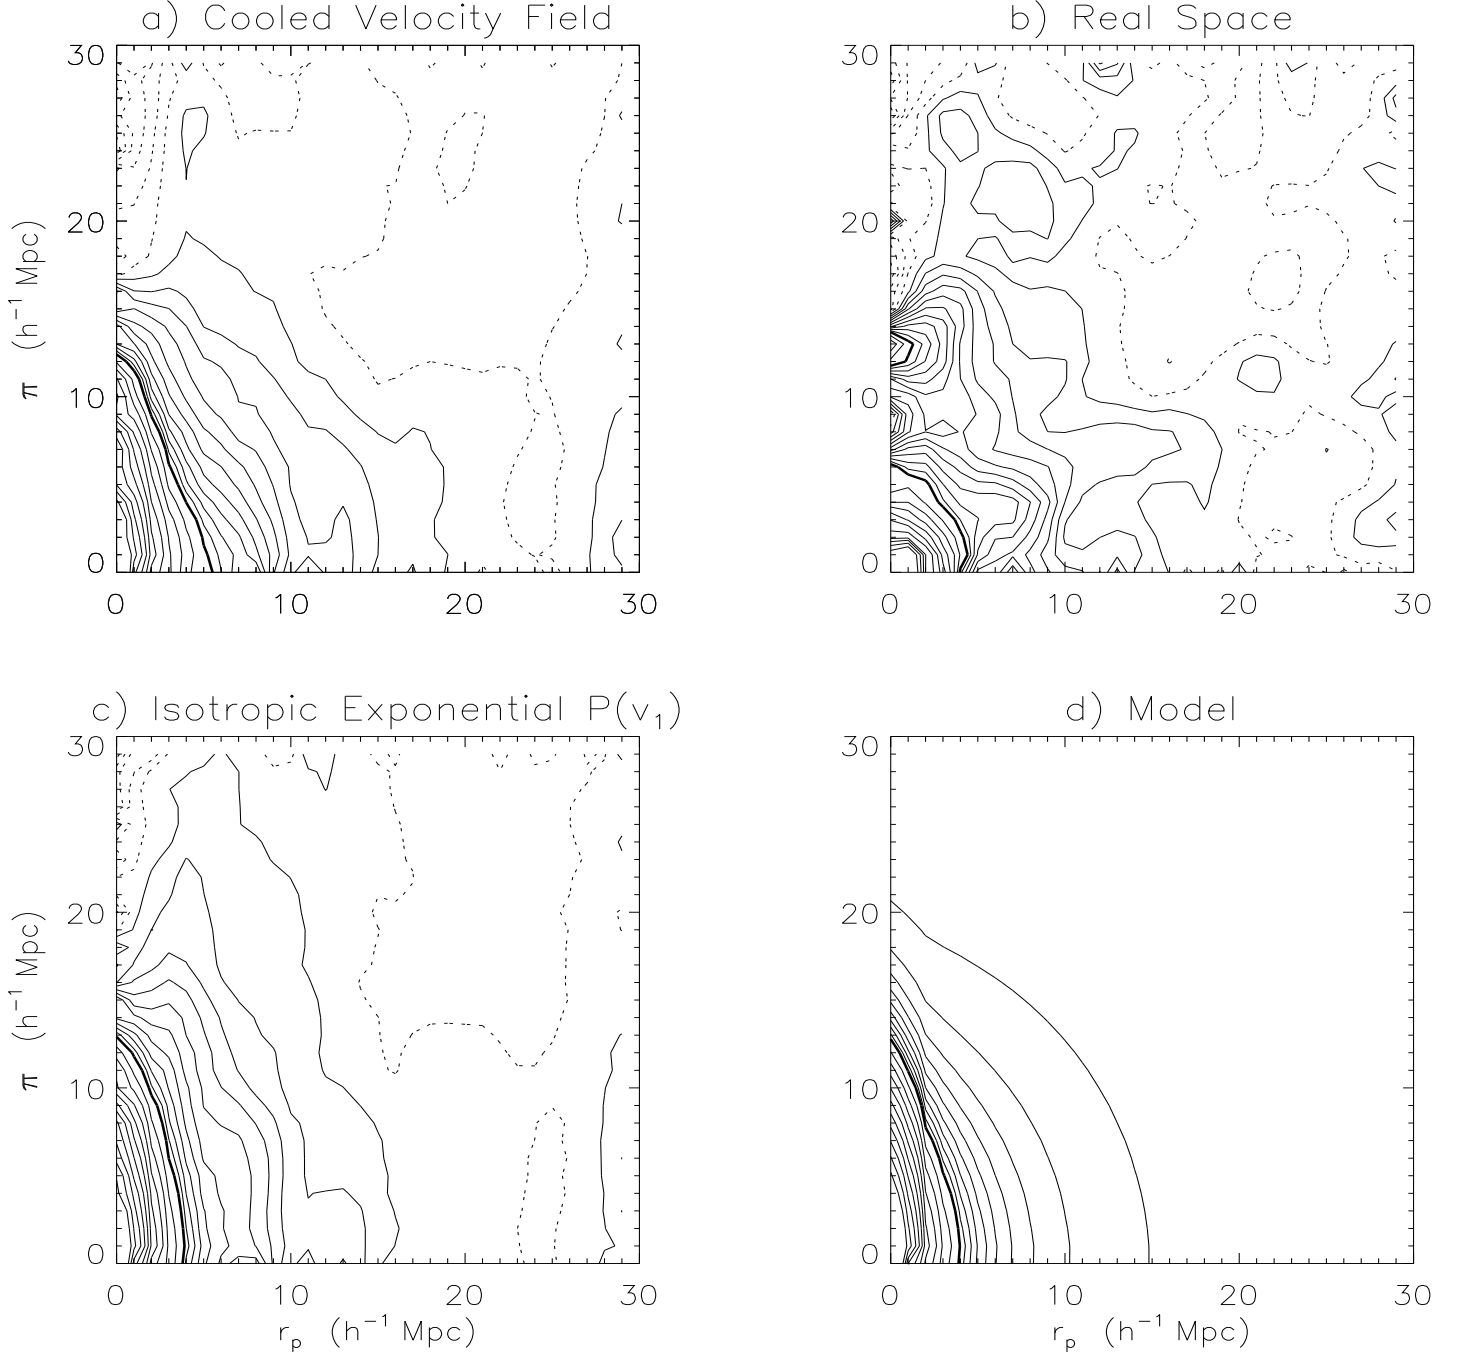 a) Cooled Velocity Field
b) Real Space
30
20
10
0
π (h⁻¹ Mpc)
0 10 20 30
30
20
10
0
0 10 20 30
c) Isotropic Exponential P(v₁)
d) Model
30
20
10
0
π (h⁻¹ Mpc)
0 10 20 30
rₚ (h⁻¹ Mpc)
30
20
10
0
0 10 20 30
rₚ (h⁻¹ Mpc)